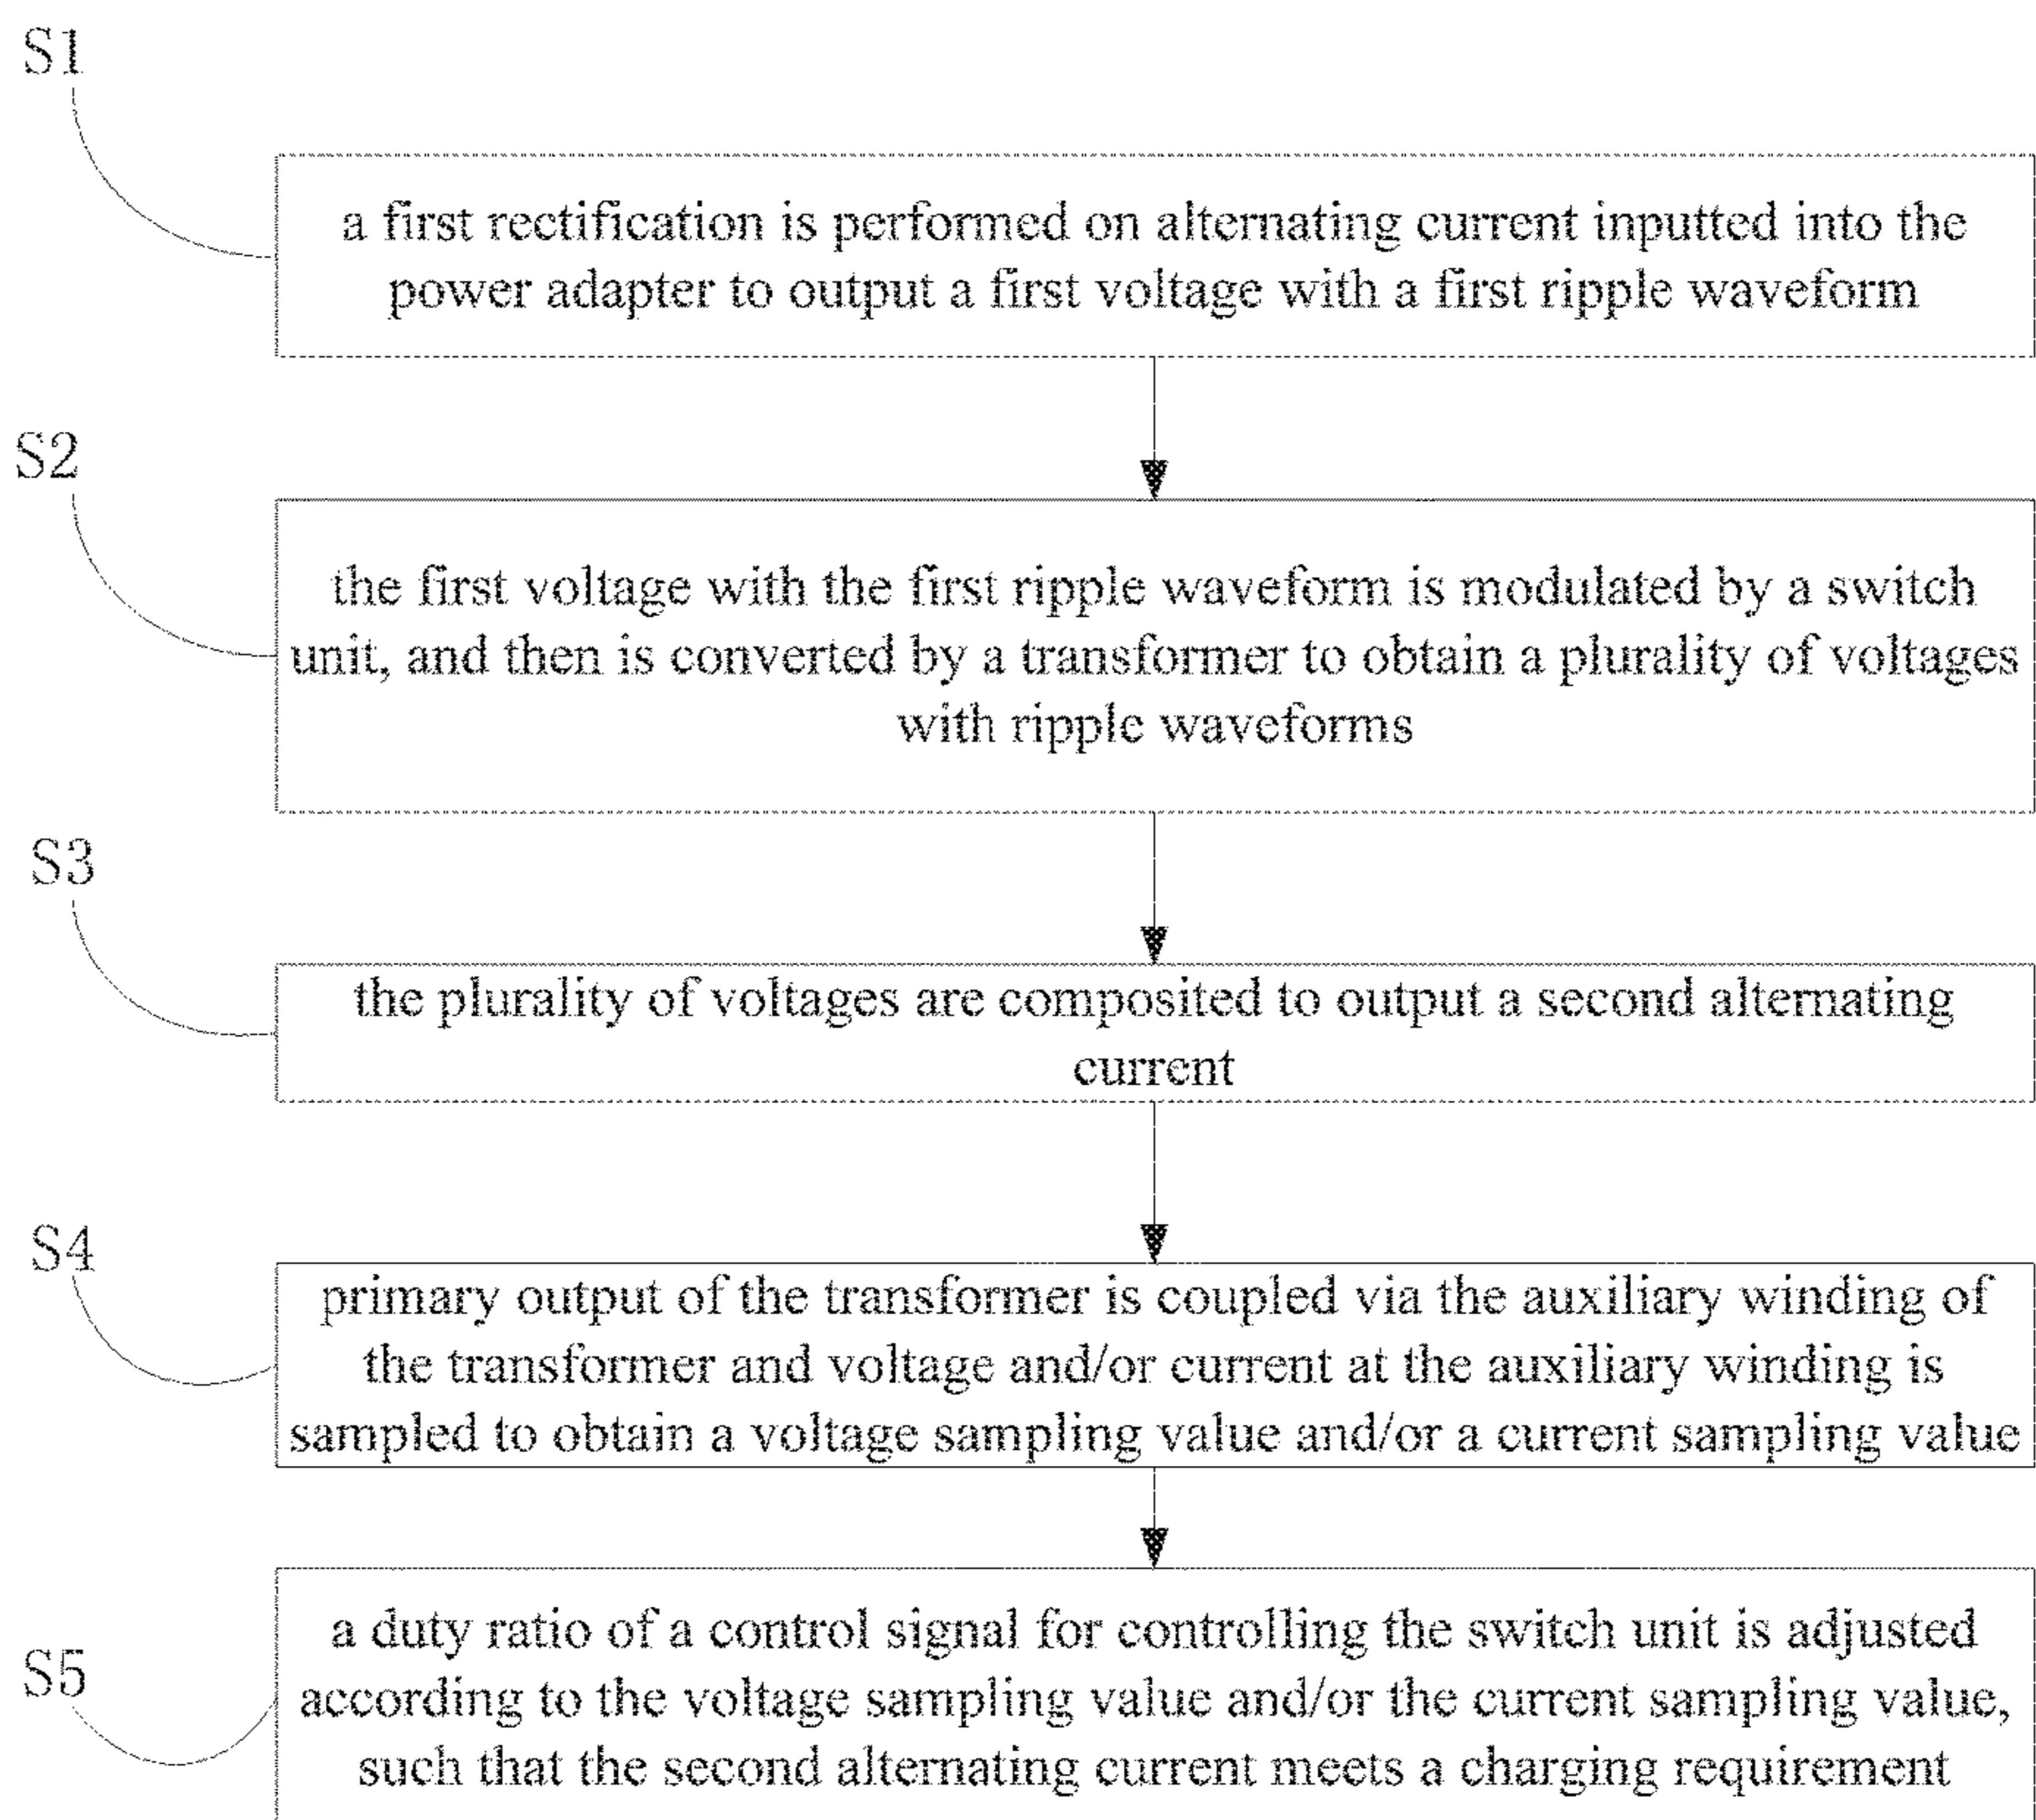 S1
a first rectification is performed on alternating current inputted into the
power adapter to output a first voltage with a first ripple waveform
S2
the first voltage with the first ripple waveform is modulated by a switch
unit, and then is converted by a transformer to obtain a plurality of voltages
with ripple waveforms
S3
the plurality of voltages are composited to output a second alternating
current
S4
primary output of the transformer is coupled via the auxiliary winding of
the transformer and voltage and/or current at the auxiliary winding is
sampled to obtain a voltage sampling value and/or a current sampling value
S5
a duty ratio of a control signal for controlling the switch unit is adjusted
according to the voltage sampling value and/or the current sampling value,
such that the second alternating current meets a charging requirement